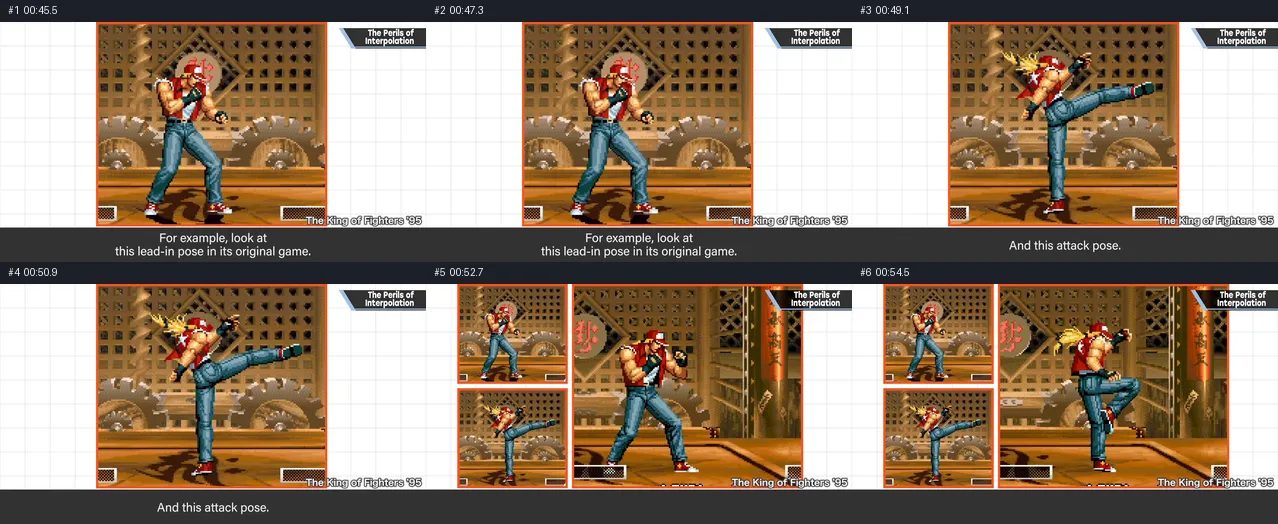 #1 00:45.5
The Perils of
Interpolation
The King of Fighters '95
For example, look at
this lead-in pose in its original game.
#2 00:47.3
The Perils of
Interpolation
The King of Fighters '95
For example, look at
this lead-in pose in its original game.
#3 00:49.1
The Perils of
Interpolation
The King of Fighters '95
And this attack pose.
#4 00:50.9
The Perils of
Interpolation
The King of Fighters '95
And this attack pose.
#5 00:52.7
The Perils of
Interpolation
The King of Fighters '95
#6 00:54.5
The Perils of
Interpolation
The King of Fighters '95